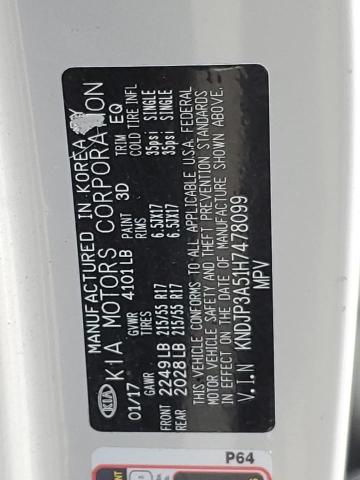 KIA
MANUFACTURED IN KOREA BY
KIA MOTORS CORPORATION
01/17 GVWR 4101LB PAINT 3D TRIM EQ
GAWR TIRES RIMS COLD TIRE INFL
FRONT 2249LB 215/55 R17 6.5JX17 35psi SINGLE
REAR 2028LB 215/55 R17 6.5JX17 35psi SINGLE
THIS VEHICLE CONFORMS TO ALL APPLICABLE U.S.A. FEDERAL
MOTOR VEHICLE SAFETY AND THEFT PREVENTION STANDARDS
IN EFFECT ON THE DATE OF MANUFACTURE SHOWN ABOVE.
V.I.N KNDJP3A51H7478099
MPV
P64